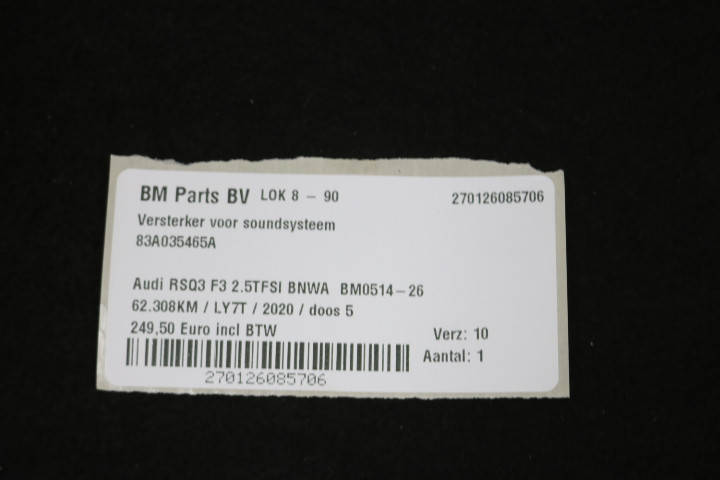 BM Parts BV LOK 8 - 90 270126085706
Versterker voor soundsysteem
83A035465A
Audi RSQ3 F3 2.5TFSI BNWA BM0514-26
62.308KM / LY7T / 2020 / doos 5
249,50 Euro incl BTW Verz: 10
Aantal: 1
270126085706